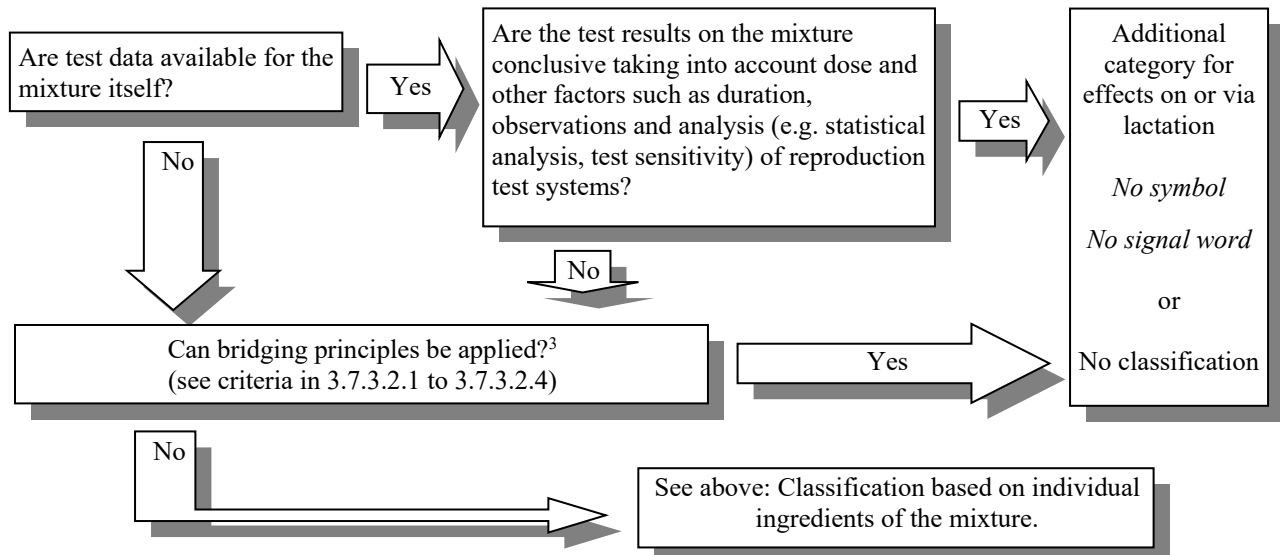 Are test data available for the
mixture itself?
Yes
Are the test results on the mixture
conclusive taking into account dose and
other factors such as duration,
observations and analysis (e.g. statistical
analysis, test sensitivity) of reproduction
test systems?
Yes
Additional
category for
effects on or via
lactation
No symbol
No signal word
or
No classification
No
No
Can bridging principles be applied?³
(see criteria in 3.7.3.2.1 to 3.7.3.2.4)
Yes
No
See above: Classification based on individual
ingredients of the mixture.